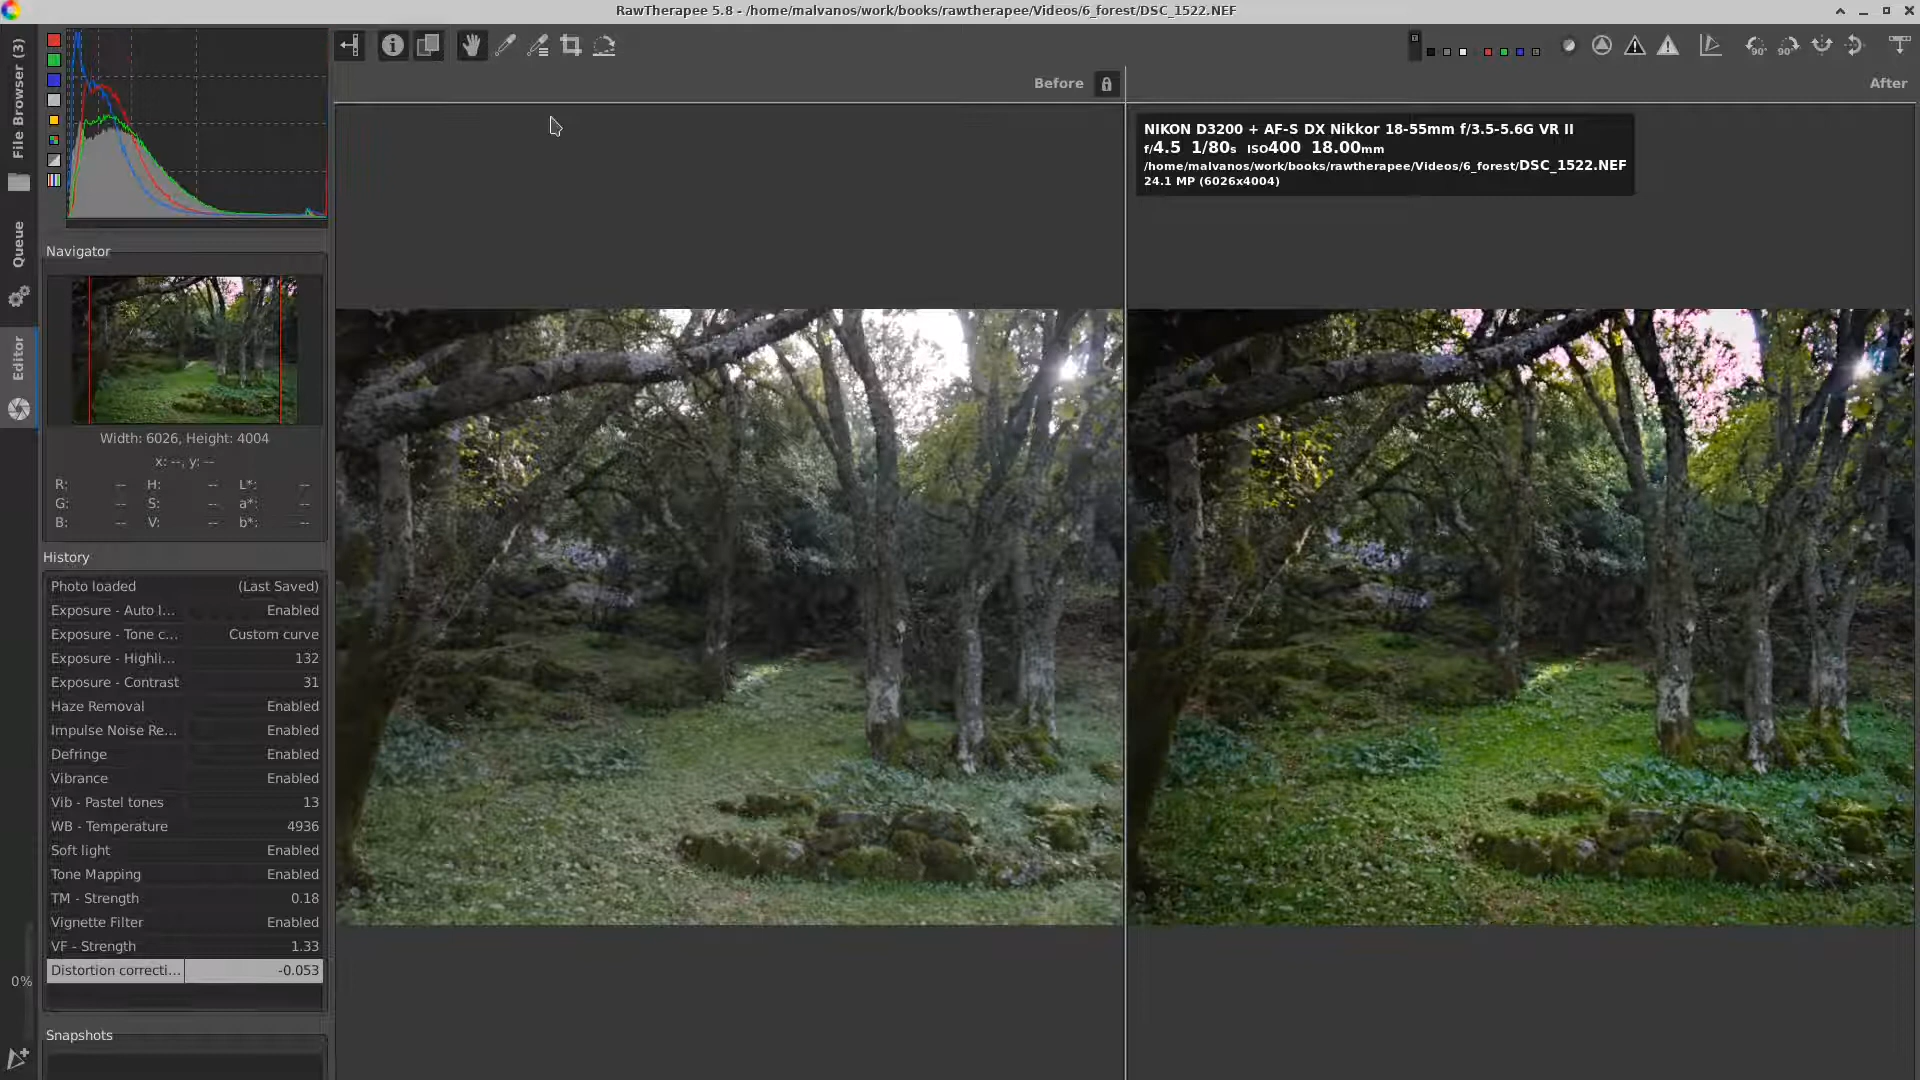 RawTherapee 5.8 - /home/malvanos/work/books/rawtherapee/Videos/6_forest/DSC_1522.NEF
File Browser (3)
Queue
Editor
0%
Navigator
Width: 6026, Height: 4004
x: --, y: --
R: -- H: -- L*: --
G: -- S: -- a*: --
B: -- V: -- b*: --
History
Photo loaded (Last Saved)
Exposure - Auto l... Enabled
Exposure - Tone c... Custom curve
Exposure - Highli... 132
Exposure - Contrast 31
Haze Removal Enabled
Impulse Noise Re... Enabled
Defringe Enabled
Vibrance Enabled
Vib - Pastel tones 13
WB - Temperature 4936
Soft light Enabled
Tone Mapping Enabled
TM - Strength 0.18
Vignette Filter Enabled
VF - Strength 1.33
Distortion correcti... -0.053
Snapshots
90° 90°
Before
After
NIKON D3200 + AF-S DX Nikkor 18-55mm f/3.5-5.6G VR II
f/4.5 1/80s ISO400 18.00mm
/home/malvanos/work/books/rawtherapee/Videos/6_forest/DSC_1522.NEF
24.1 MP (6026x4004)